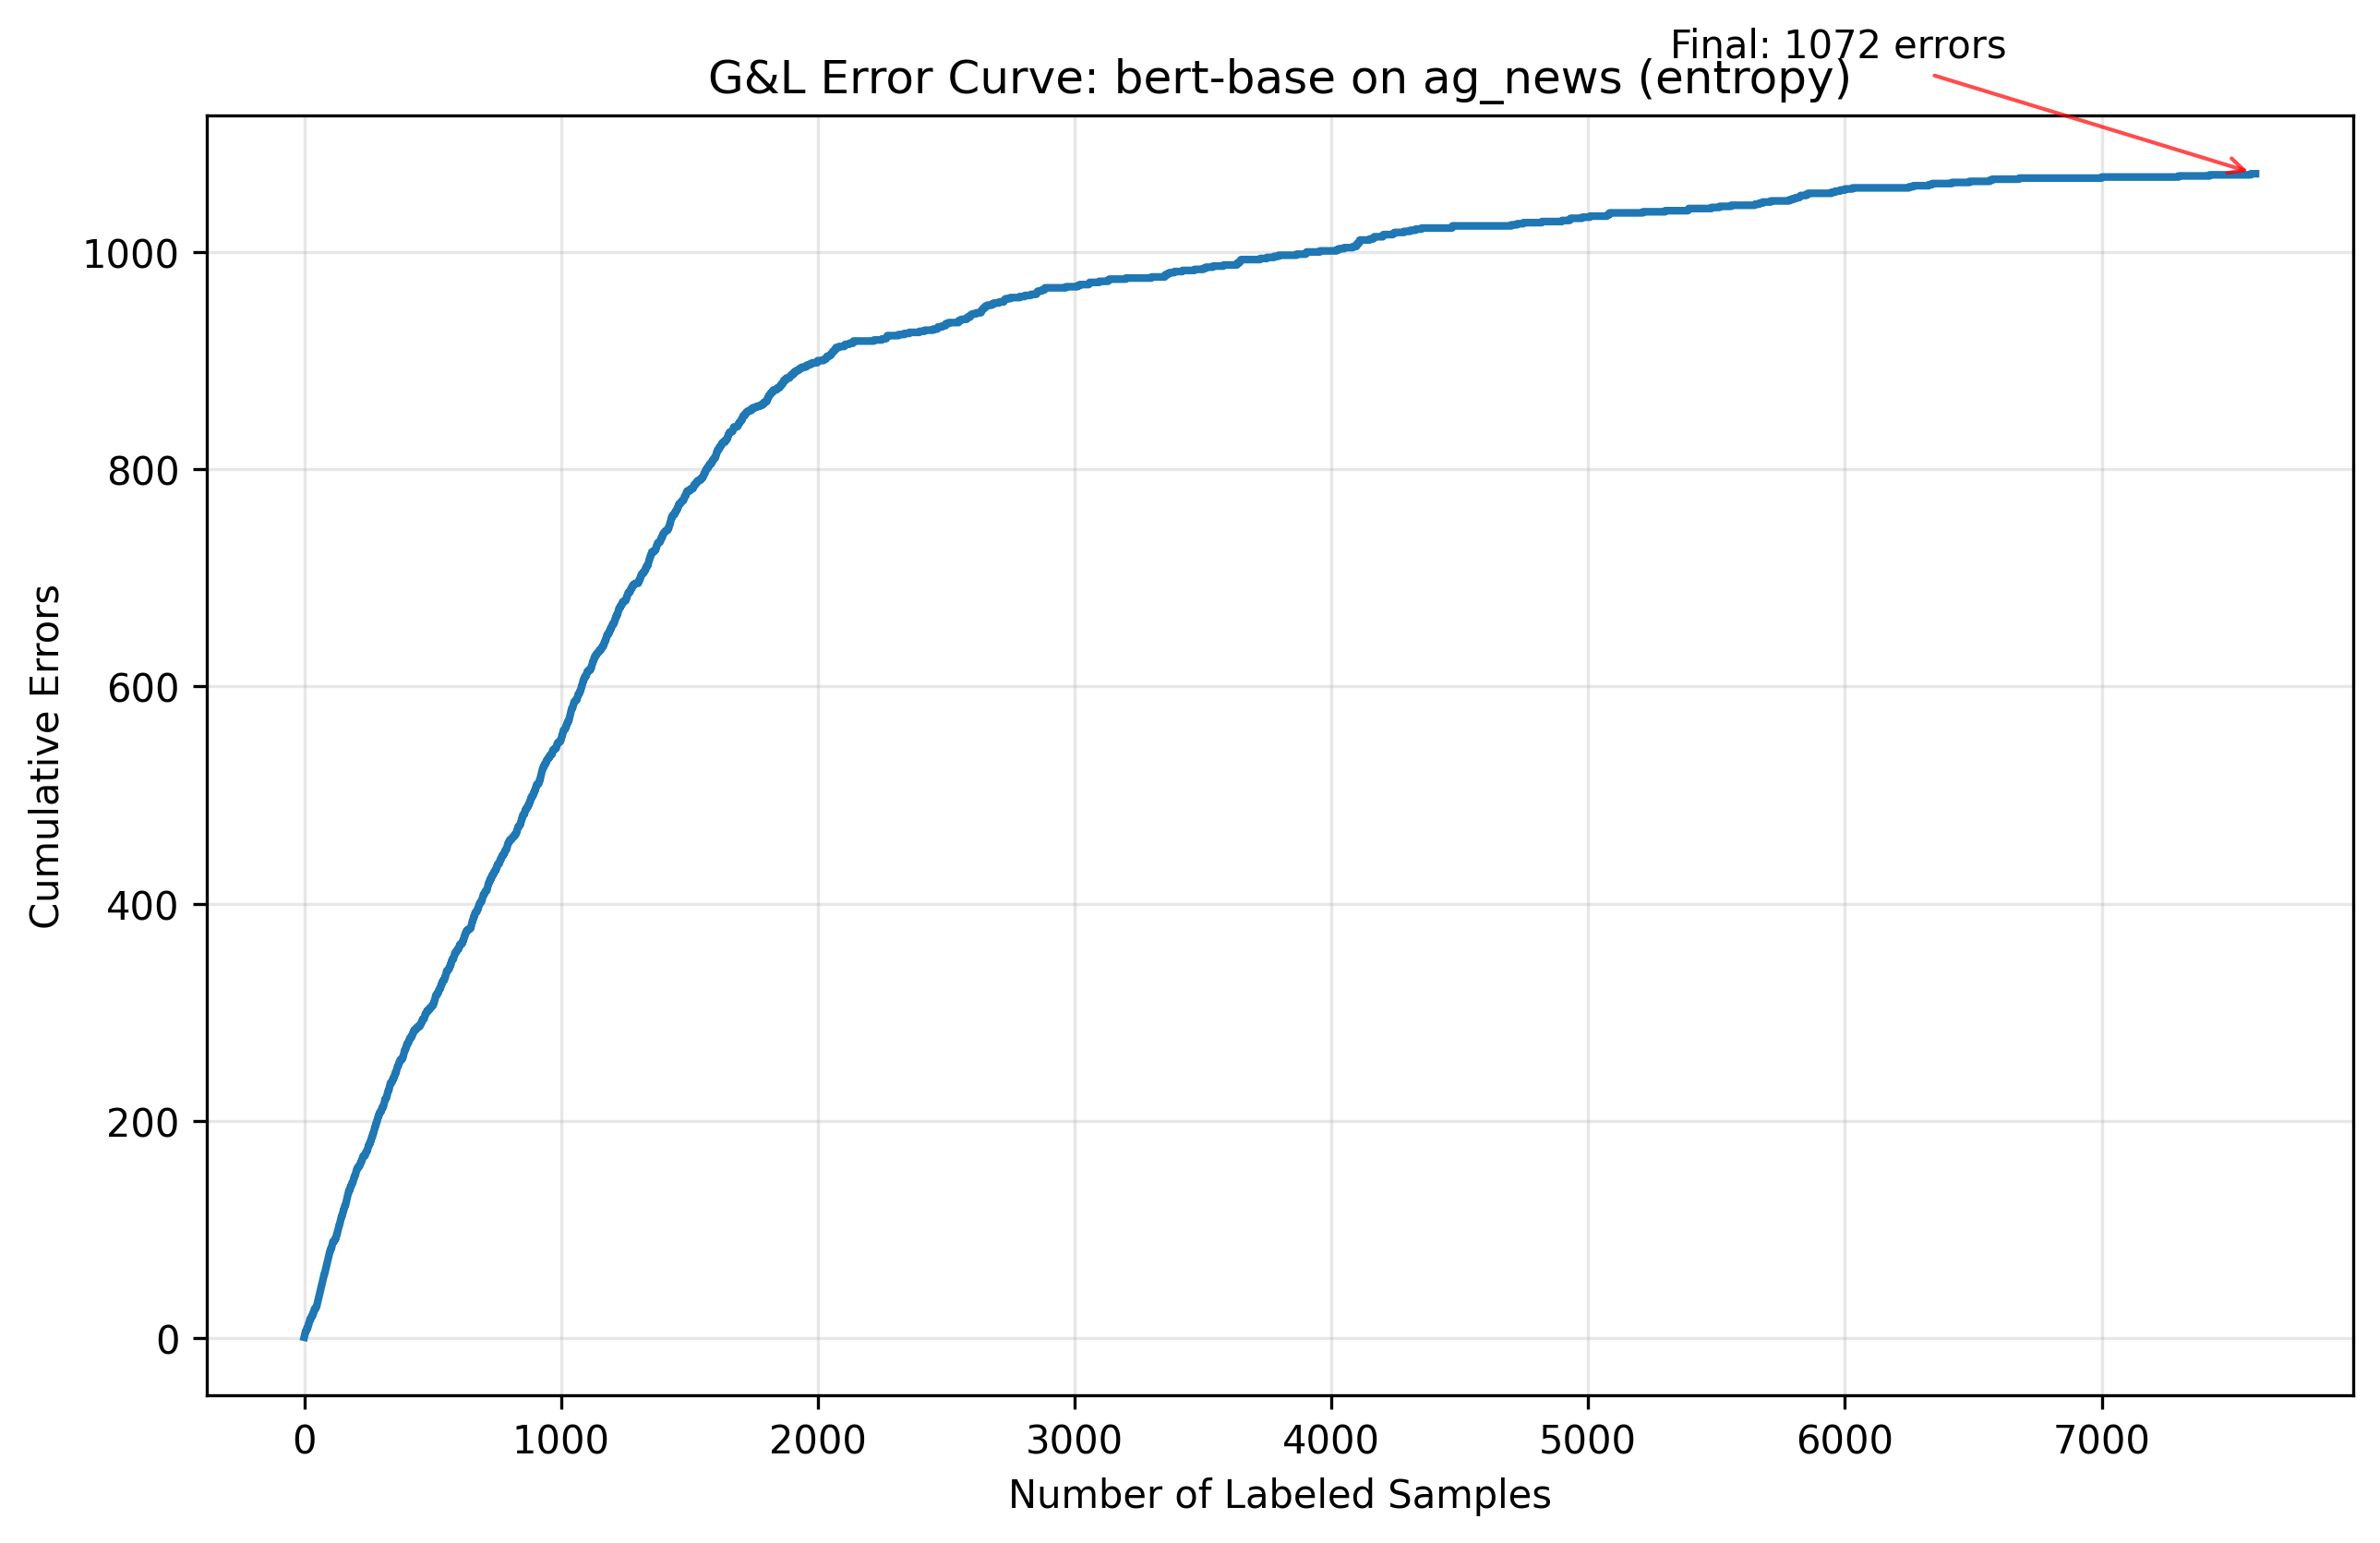 Final: 1072 errors
G&L Error Curve: bert-base on ag_news (entropy)
Cumulative Errors
1000
800
600
400
200
0
0 1000 2000 3000 4000 5000 6000 7000
Number of Labeled Samples